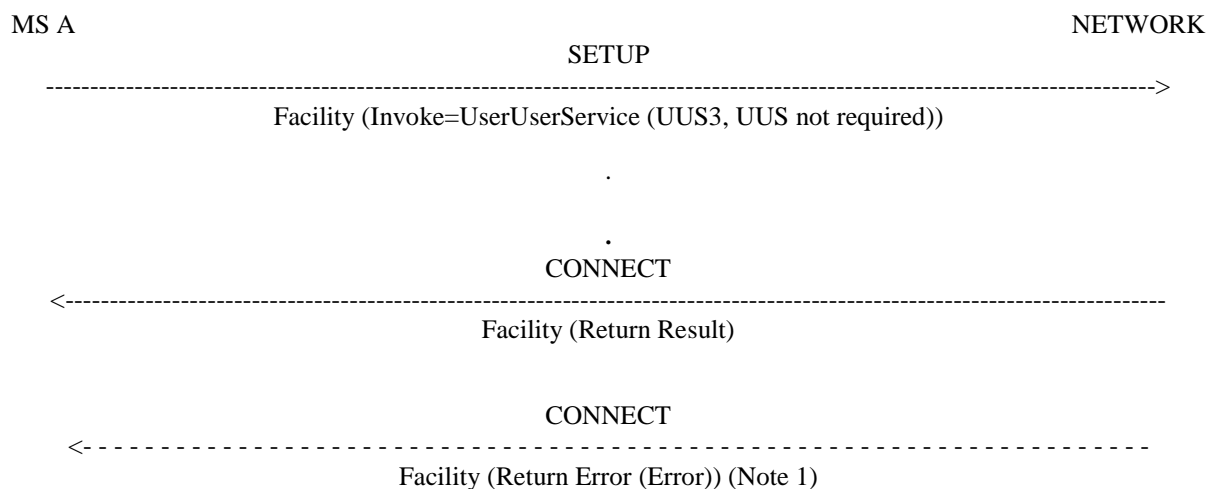 MS A NETWORK
SETUP
------------------------------------------------------------------------------------------------------------------------------>
Facility (Invoke=UserUserService (UUS3, UUS not required))
.
.
CONNECT
<-----------------------------------------------------------------------------------------------------------------------------
Facility (Return Result)
CONNECT
<- - - - - - - - - - - - - - - - - - - - - - - - - - - - - - - - - - - - - - - - - - - - - - - - - - - - - - - - - - - - - - - - - - - - - -
Facility (Return Error (Error)) (Note 1)